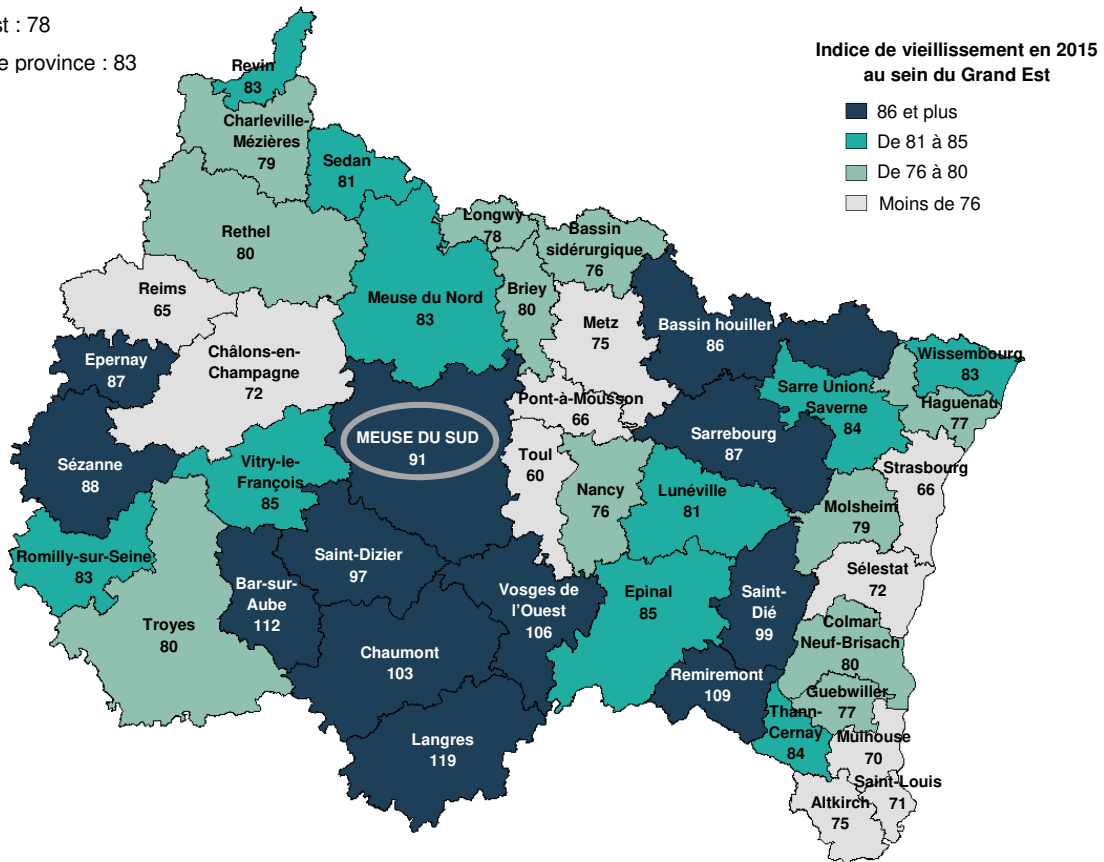 st : 78
e province : 83
Indice de vieillissement en 2015
au sein du Grand Est
86 et plus
De 81 à 85
De 76 à 80
Moins de 76
Revin
83
Charleville-
Mézières
79
Sedan
81
Rethel
80
Longwy
78
Bassin
sidérurgique
76
Reims
65
Meuse du Nord
83
Briey
80
Metz
75
Bassin houiller
86
Epernay
87
Châlons-en-
Champagne
72
Wissembourg
83
Sarre Union
Saverne
84
Haguenau
77
Pont-à-Mousson
66
MEUSE DU SUD
91
Sarrebourg
87
Sézanne
88
Vitry-le-
François
85
Toul
60
Nancy
76
Lunéville
81
Strasbourg
66
Molsheim
79
Romilly-sur-Seine
83
Saint-Dizier
97
Bar-sur-
Aube
112
Vosges de
l'Ouest
106
Epinal
85
Saint-
Dié
99
Sélestat
72
Troyes
80
Chaumont
103
Colmar
Neuf-Brisach
80
Remiremont
109
Guebwiller
77
Thann-
Cernay
84
Langres
119
Mulhouse
70
Saint-Louis
71
Altkirch
75